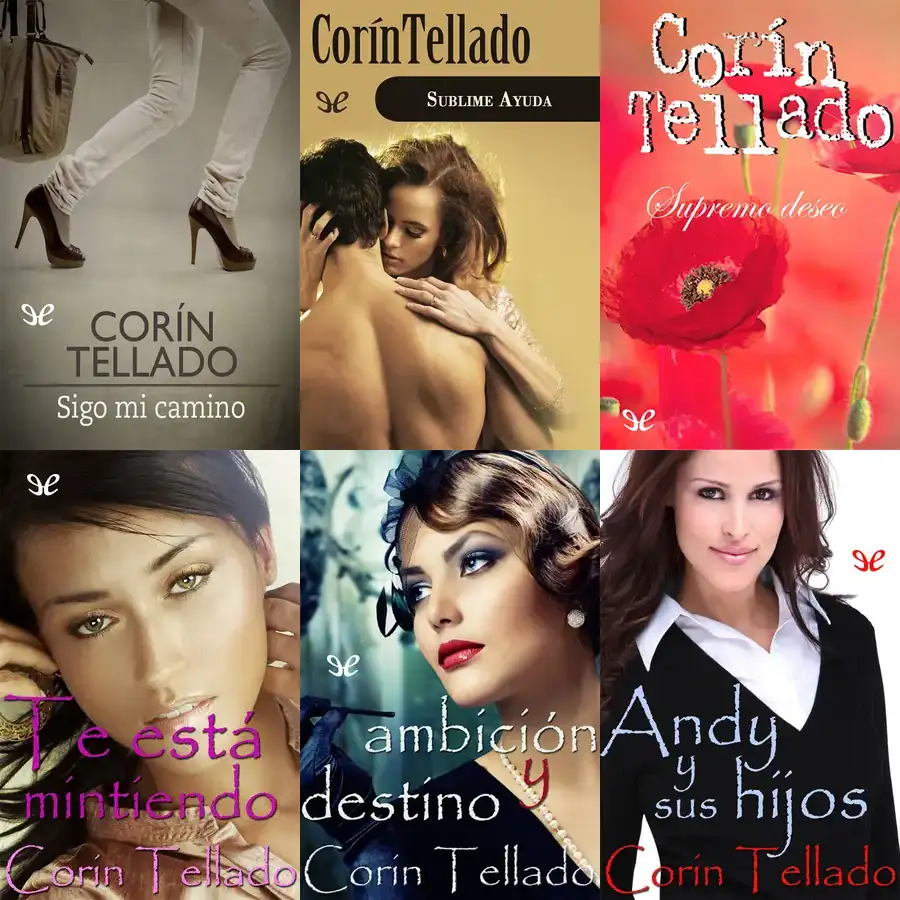 CORÍN
TELLADO
Sigo mi camino
CorínTellado
SUBLIME AYUDA
Corín
Tellado
Supremo deseo
Te está
mintiendo
Corín Tellado
ambición
y
destino
Corín Tellado
Andy
y
sus hijos
Corín Tellado